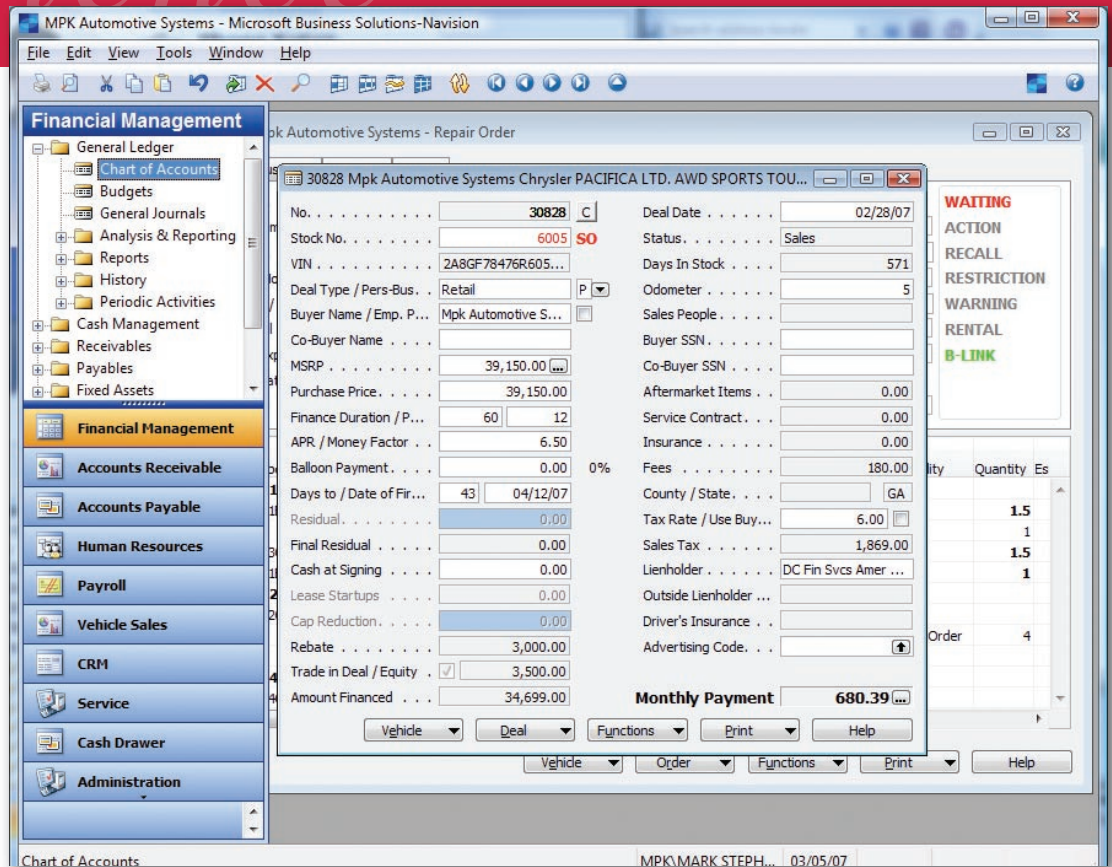 MPK Automotive Systems - Microsoft Business Solutions-Navision
File Edit View Tools Window Help
Financial Management
General Ledger
Chart of Accounts
Budgets
General Journals
Analysis & Reporting
Reports
History
Periodic Activities
Cash Management
Receivables
Payables
Fixed Assets
Financial Management
Accounts Receivable
Accounts Payable
Human Resources
Payroll
Vehicle Sales
CRM
Service
Cash Drawer
Administration
pk Automotive Systems - Repair Order
30828 Mpk Automotive Systems Chrysler PACIFICA LTD. AWD SPORTS TOU...
No. . . . . . . . . . . . 30828 C
Stock No. . . . . . . . . 6005 SO
VIN . . . . . . . . . . 2A8GF78476R605...
Deal Type / Pers-Bus. . Retail P
Buyer Name / Emp. P... Mpk Automotive S...
Co-Buyer Name . . . .
MSRP . . . . . . . . . 39,150.00 ...
Purchase Price. . . . . 39,150.00
Finance Duration / P... 60 12
APR / Money Factor . . 6.50
Balloon Payment. . . . 0.00 0%
Days to / Date of Fir... 43 04/12/07
Residual. . . . . . . . 0.00
Final Residual . . . . . 0.00
Cash at Signing . . . . 0.00
Lease Startups . . . . 0.00
Cap Reduction. . . . . 0.00
Rebate . . . . . . . . 3,000.00
Trade in Deal / Equity . 3,500.00
Amount Financed . . . 34,699.00
Deal Date . . . . . . 02/28/07
Status. . . . . . . . Sales
Days In Stock . . . . 571
Odometer . . . . . . 5
Sales People. . . . . .
Buyer SSN. . . . . . .
Co-Buyer SSN . . . .
Aftermarket Items . . 0.00
Service Contract. . . . 0.00
Insurance . . . . . . 0.00
Fees . . . . . . . . 180.00
County / State. . . . GA
Tax Rate / Use Buy... 6.00
Sales Tax . . . . . . 1,869.00
Lienholder . . . . . . DC Fin Svcs Amer ...
Outside Lienholder ...
Driver's Insurance . .
Advertising Code. . .
Monthly Payment 680.39 ...
Vehicle Deal Functions Print Help
WAITING
ACTION
RECALL
RESTRICTION
WARNING
RENTAL
B-LINK
lity Quantity Es
1.5
1
1.5
1
Order 4
Vehicle Order Functions Print Help
Chart of Accounts MPK\MARK STEPH... 03/05/07